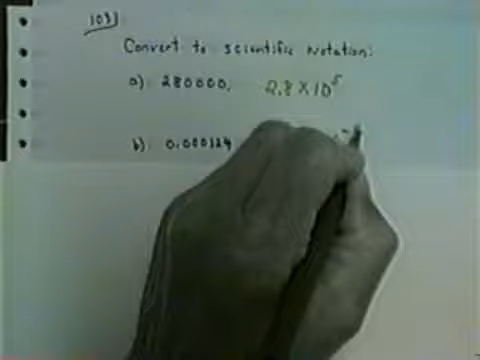 103)
Convert to scientific Notation:
a) 280000. 2.8 X 10⁵
b) 0.000124